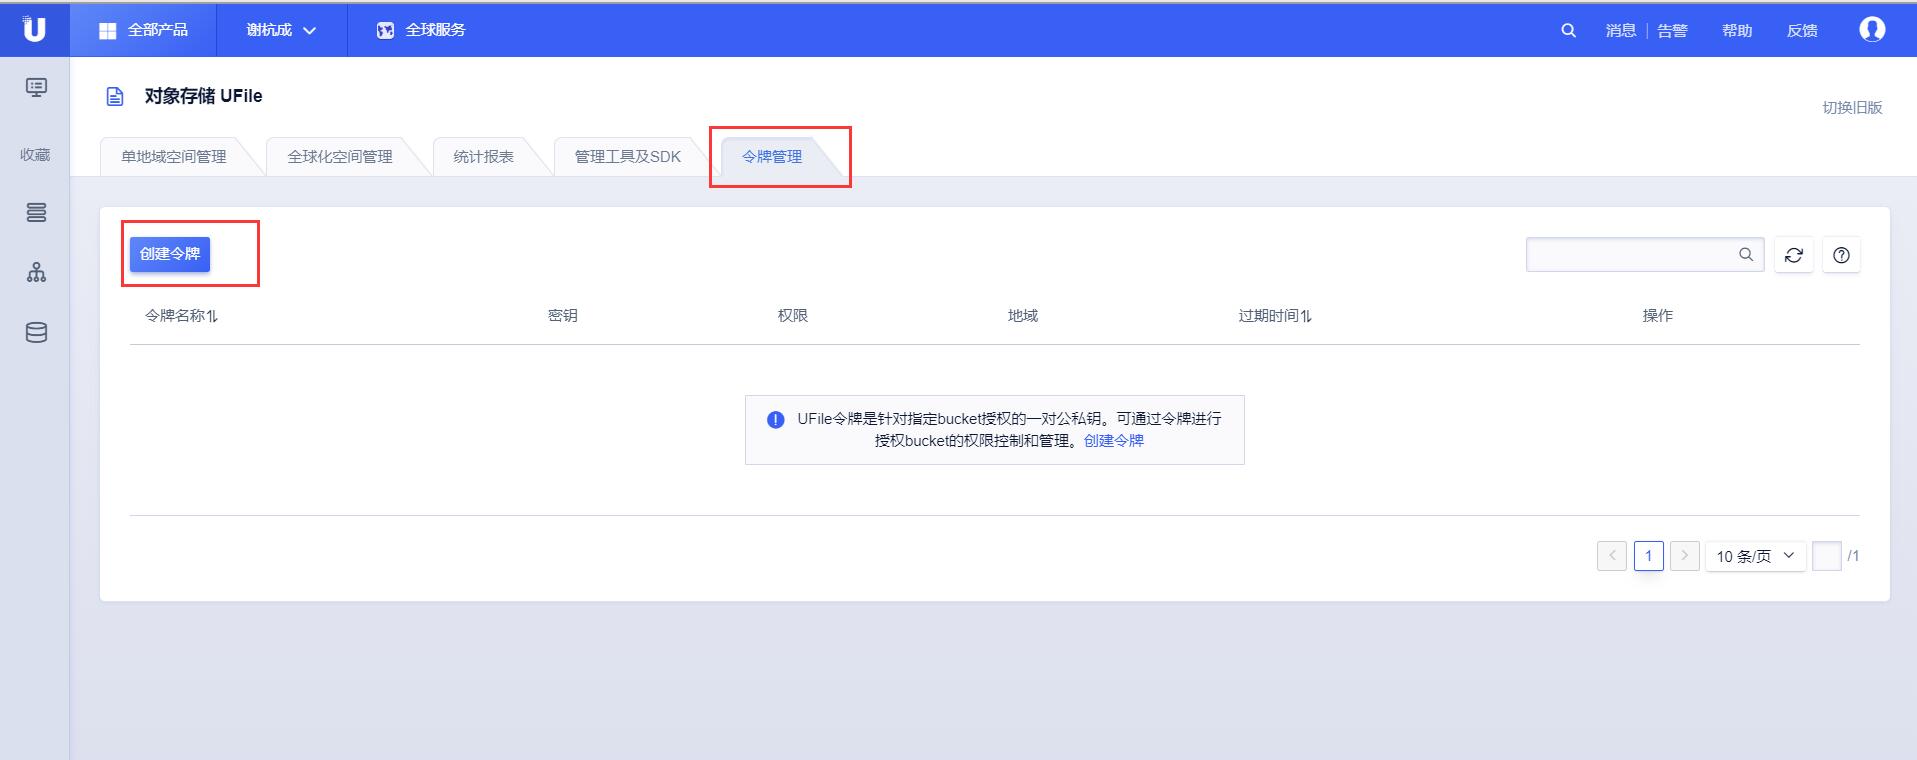 U 全部产品 谢杭成 全球服务 消息 告警 帮助 反馈
对象存储 UFile
切换旧版
收藏
单地域空间管理 全球化空间管理 统计报表 管理工具及SDK 令牌管理
创建令牌
令牌名称 密钥 权限 地域 过期时间 操作
UFile令牌是针对指定bucket授权的一对公私钥。可通过令牌进行
授权bucket的权限控制和管理。创建令牌
1 10 条/页 /1